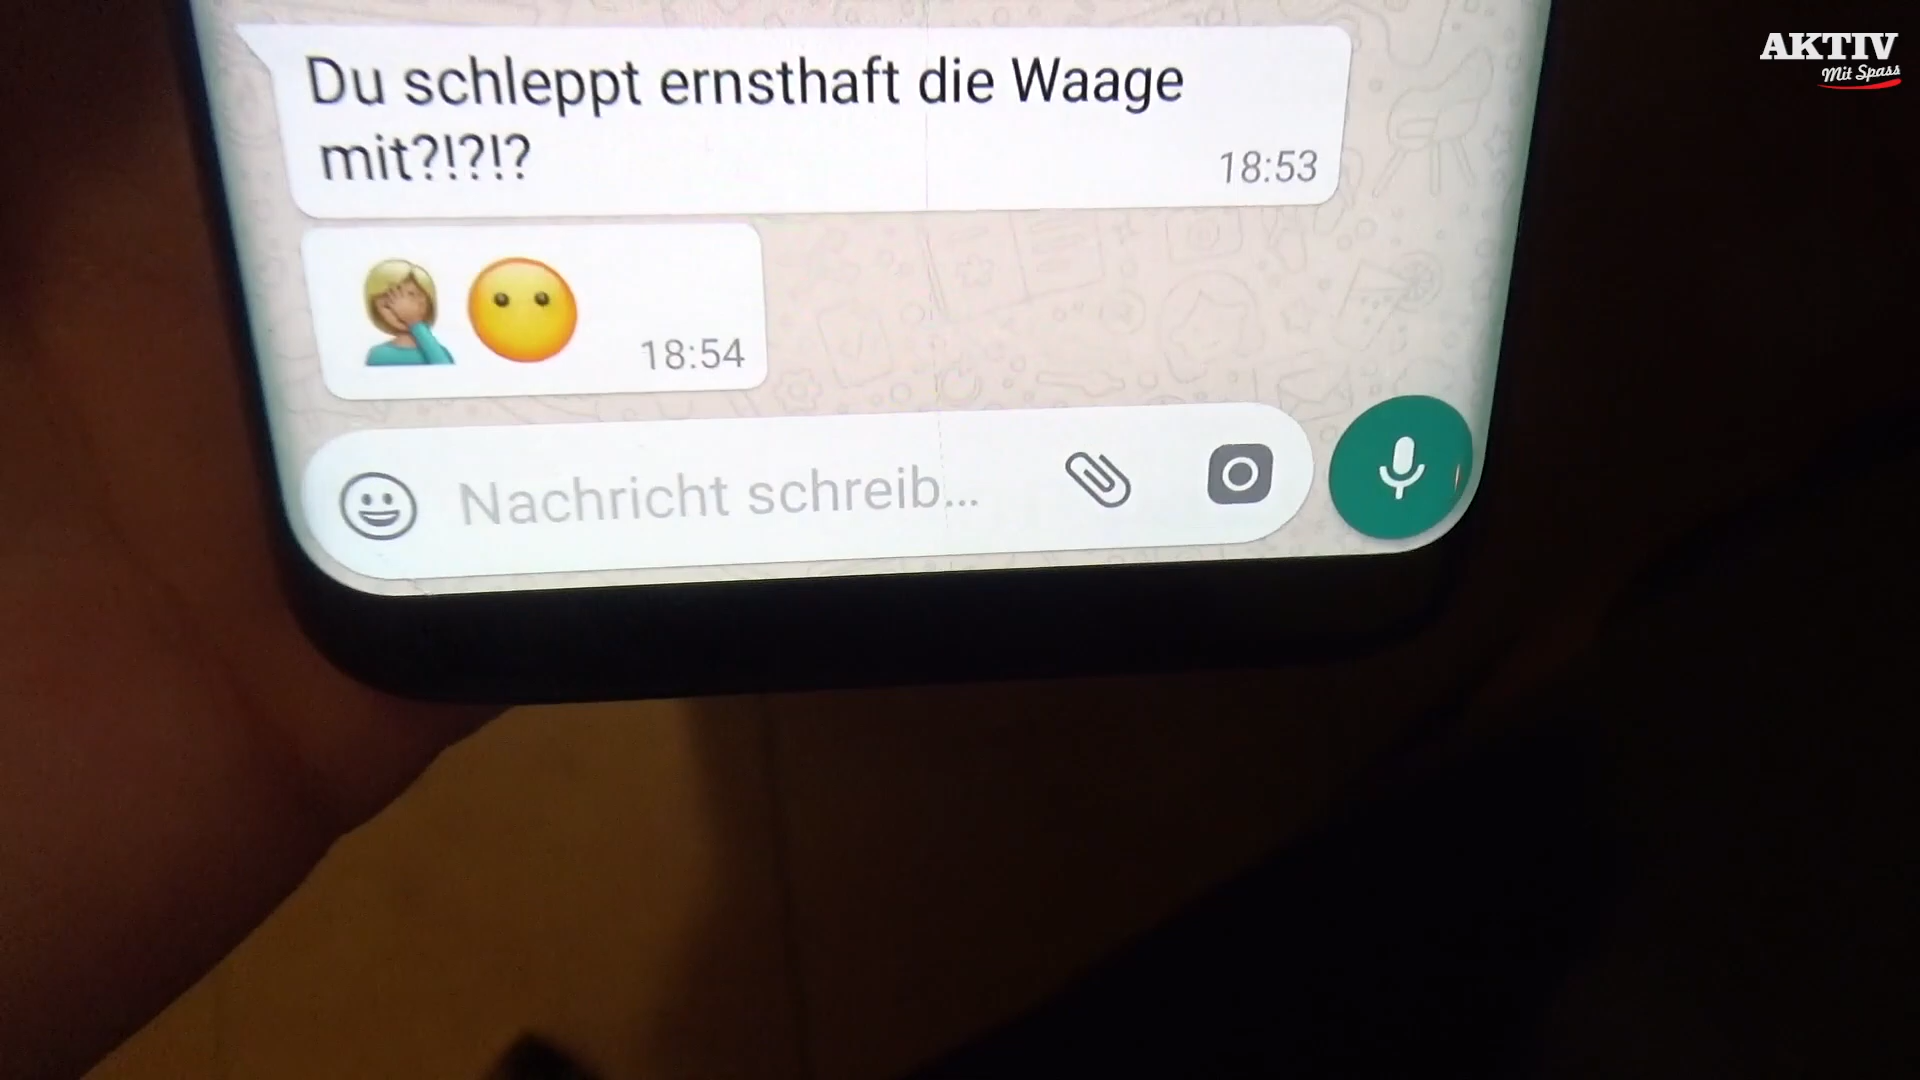 AKTIV
Mit Spass
Du schleppt ernsthaft die Waage
mit?!?!?
18:53
🤦🏼‍♀️😶
18:54
Nachricht schreib...